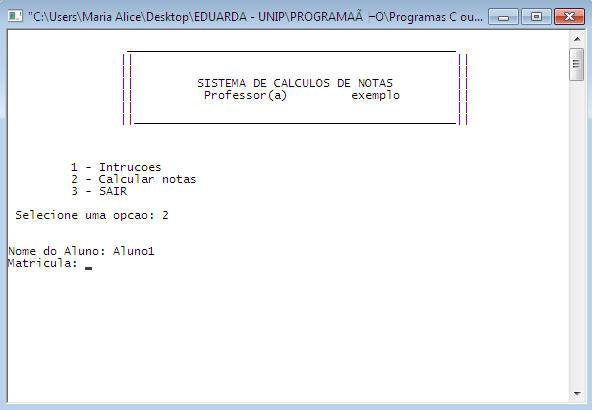 "C:\Users\Maria Alice\Desktop\EDUARDA - UNIP\PROGRAMAÃ ├O\Programas C ou...
SISTEMA DE CALCULOS DE NOTAS
Professor(a) exemplo
1 - Intrucoes
2 - Calcular notas
3 - SAIR
Selecione uma opcao: 2
Nome do Aluno: Aluno1
Matricula: